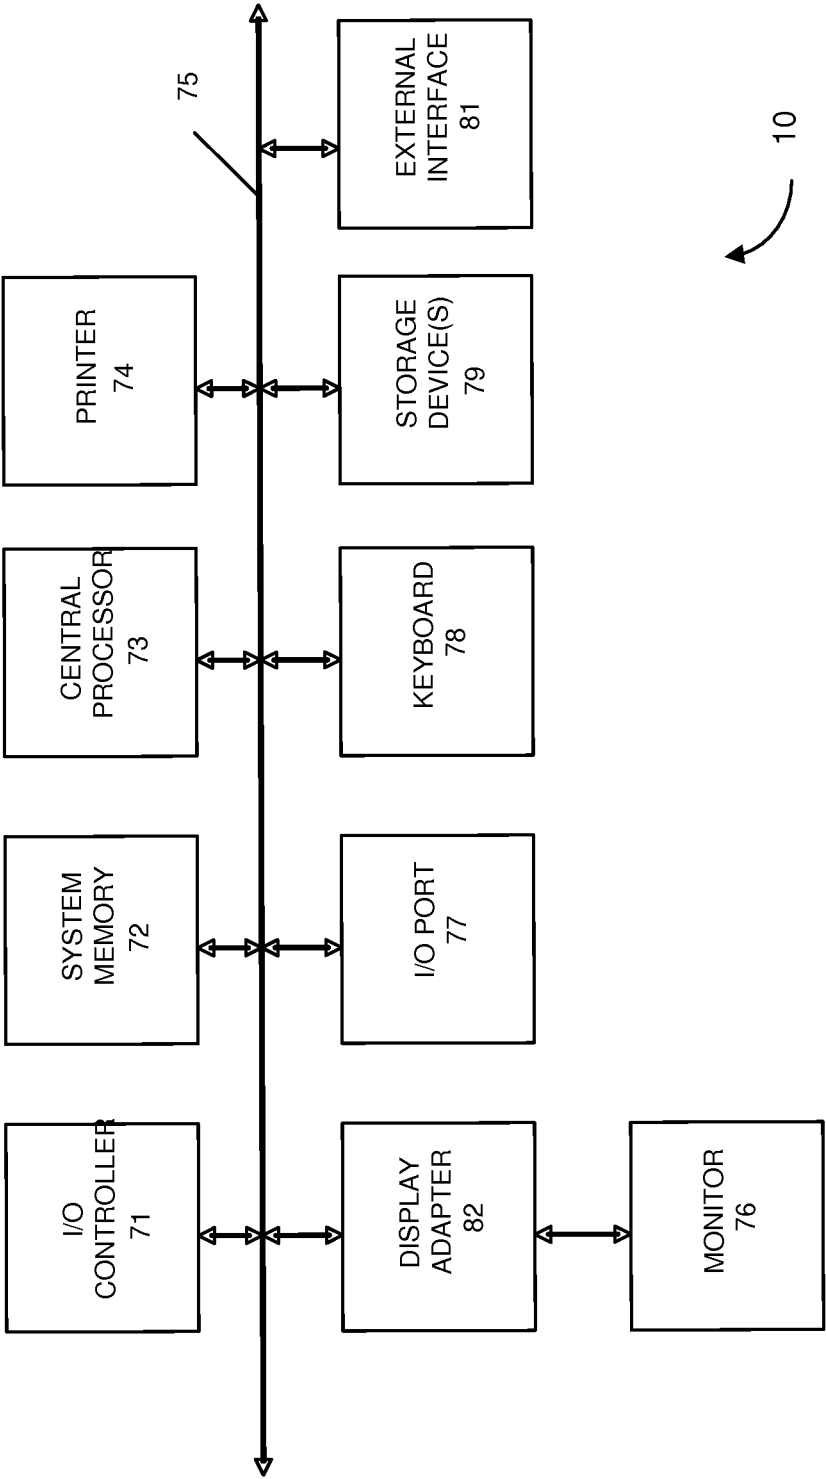 I/O
CONTROLLER
71
SYSTEM
MEMORY
72
CENTRAL
PROCESSOR
73
PRINTER
74
75
DISPLAY
ADAPTER
82
I/O PORT
77
KEYBOARD
78
STORAGE
DEVICE(S)
79
EXTERNAL
INTERFACE
81
MONITOR
76
10